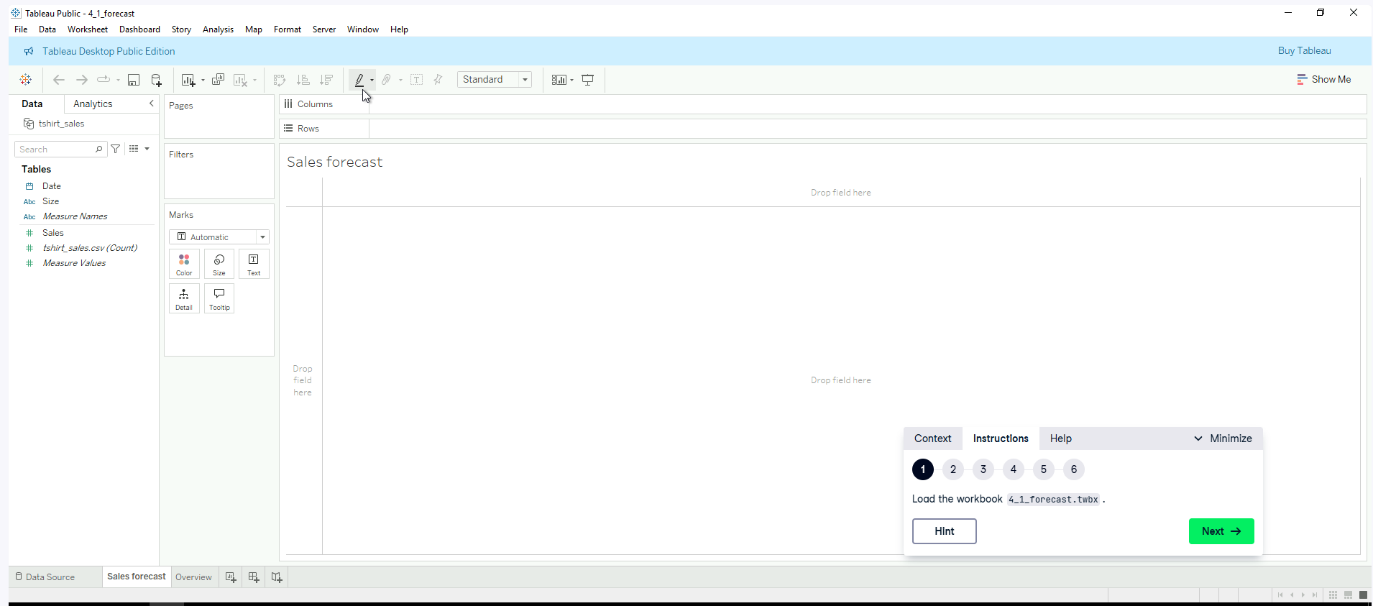 Tableau Public - 4_1_forecast
File Data Worksheet Dashboard Story Analysis Map Format Server Window Help
Tableau Desktop Public Edition
Buy Tableau
Standard
Show Me
Data Analytics
tshirt_sales
Search
Tables
Date
Abc Size
Abc Measure Names
Sales
tshirt_sales.csv (Count)
Measure Values
Pages
Filters
Marks
Automatic
Color Size Text
Detail Tooltip
Columns
Rows
Sales forecast
Drop field here
Drop
field
here
Drop field here
Context Instructions Help Minimize
1 2 3 4 5 6
Load the workbook 4_1_forecast.twbx .
Hint
Next →
Data Source Sales forecast Overview